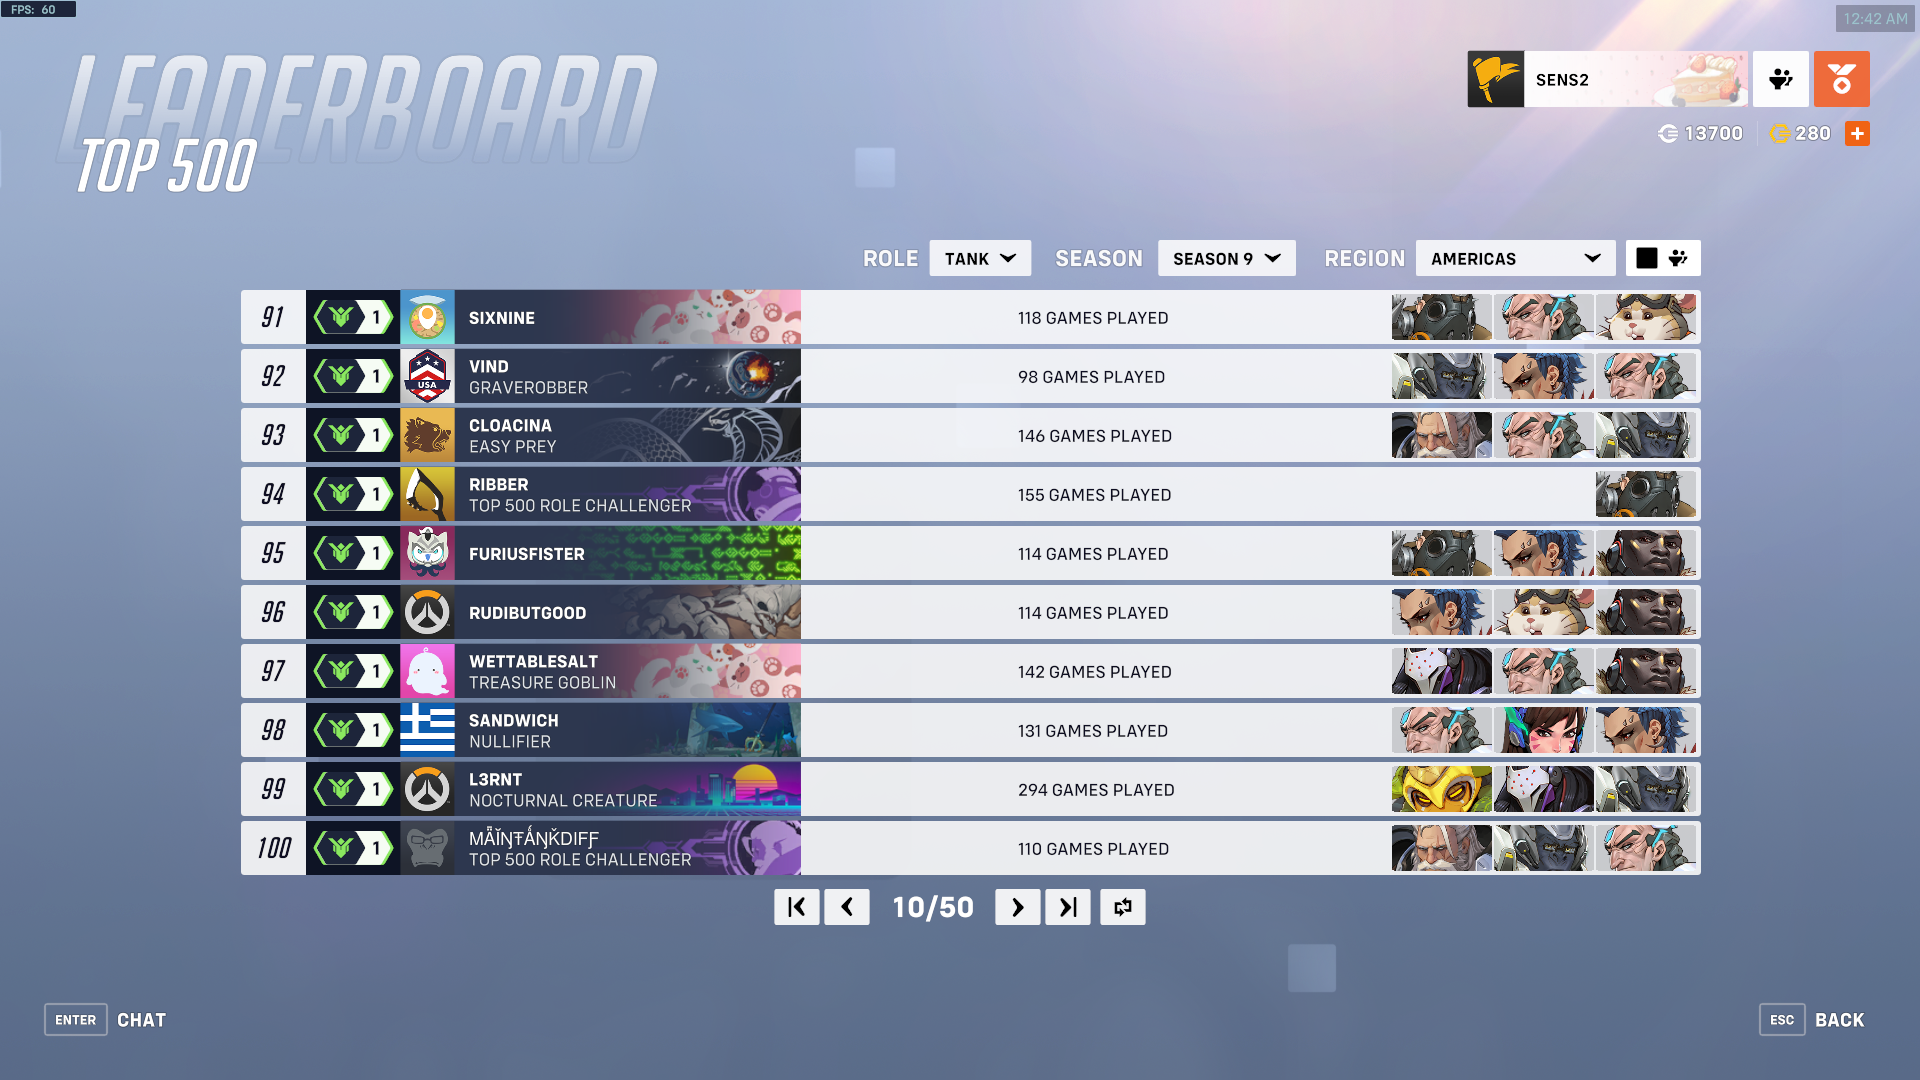 FPS: 60
12:42 AM
LEADERBOARD
TOP 500
SENS2
13700
280
ROLE TANK SEASON SEASON 9 REGION AMERICAS
91 1 SIXNINE 118 GAMES PLAYED
92 1 VIND 98 GAMES PLAYED
USA GRAVEROBBER
93 1 CLOACINA 146 GAMES PLAYED
EASY PREY
94 1 RIBBER 155 GAMES PLAYED
TOP 500 ROLE CHALLENGER
95 1 FURIUSFISTER 114 GAMES PLAYED
96 1 RUDIBUTGOOD 114 GAMES PLAYED
97 1 WETTABLESALT 142 GAMES PLAYED
TREASURE GOBLIN
98 1 SANDWICH 131 GAMES PLAYED
NULLIFIER
99 1 L3RNT 294 GAMES PLAYED
NOCTURNAL CREATURE
100 1 110 GAMES PLAYED
TOP 500 ROLE CHALLENGER
10/50
ENTER CHAT
ESC BACK